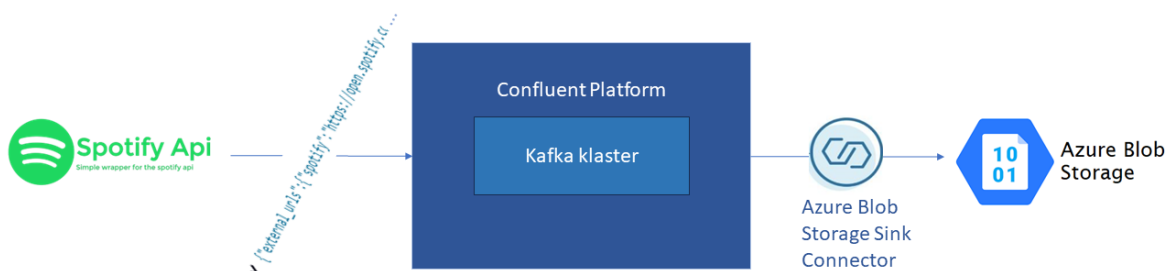 Spotify Api
Simple wrapper for the spotify api
{"external_urls":{"spotify":"https://open.spotify.c( ...
Confluent Platform
Kafka klaster
Azure Blob
Storage Sink
Connector
10
01
Azure Blob
Storage